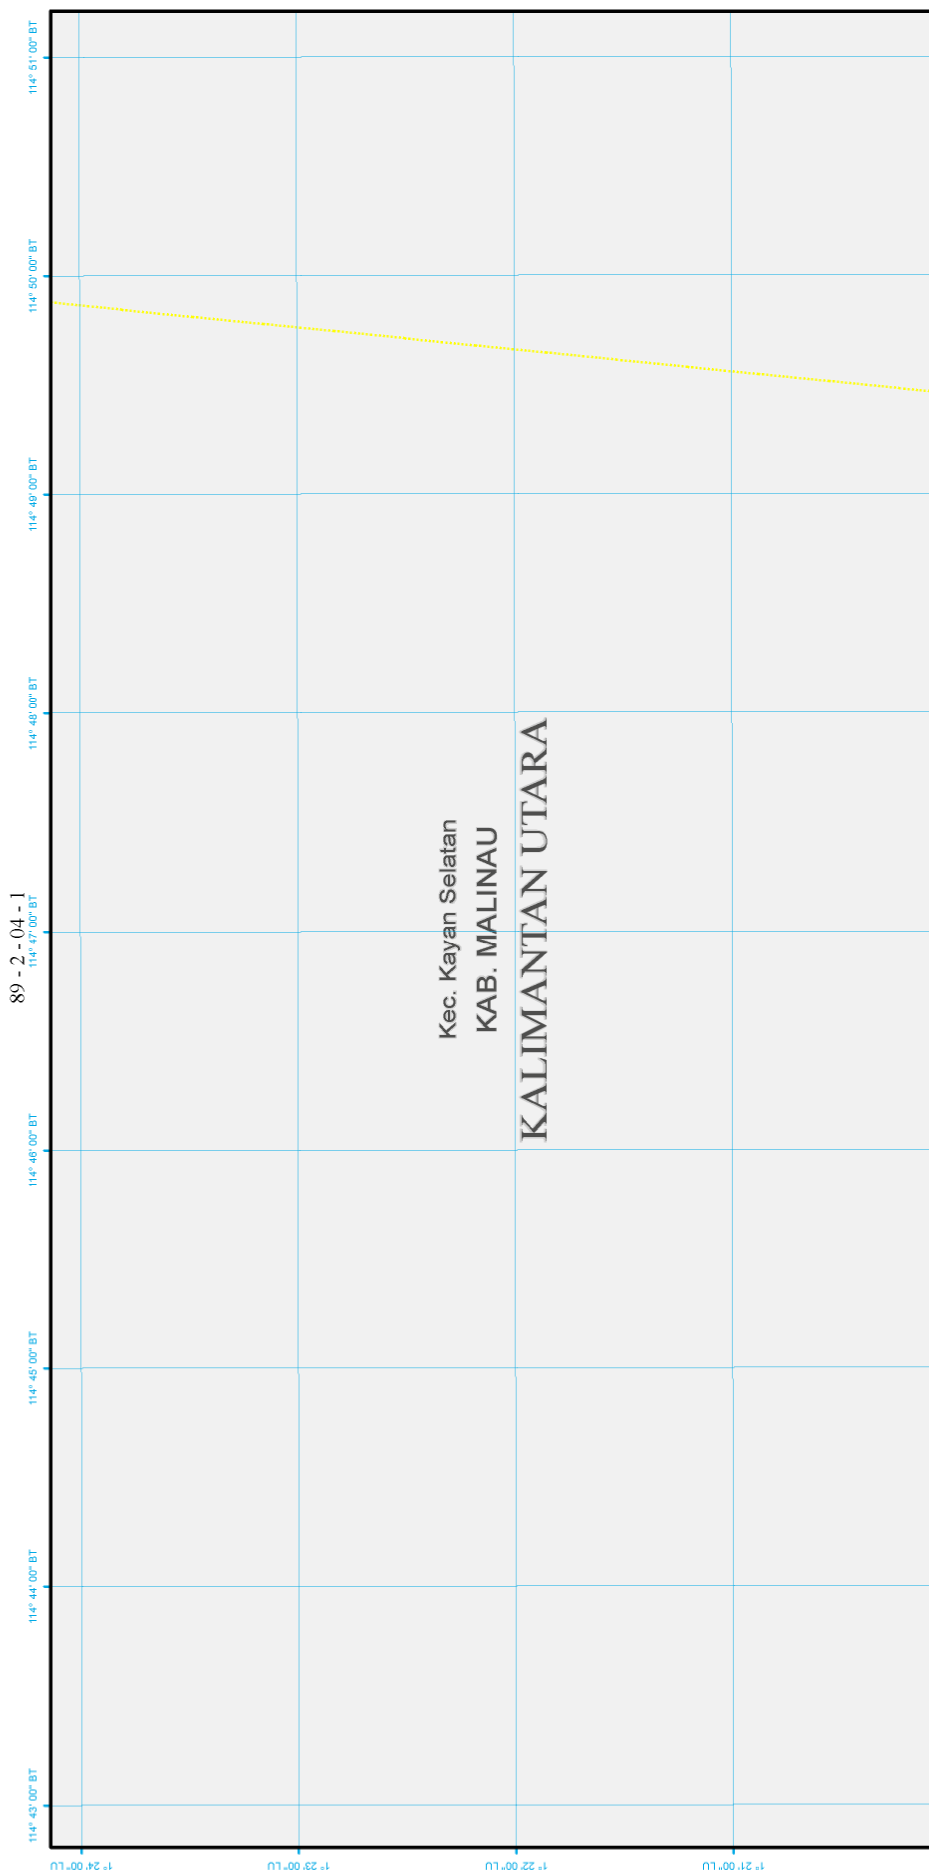 89 - 2 - 04 - 1
114° 43' 00" BT
114° 44' 00" BT
114° 45' 00" BT
114° 46' 00" BT
114° 47' 00" BT
114° 48' 00" BT
114° 49' 00" BT
114° 50' 00" BT
114° 51' 00" BT
1° 24' 00" LU
1° 23' 00" LU
1° 22' 00" LU
1° 21' 00" LU
Kec. Kayan Selatan
KAB. MALINAU
KALIMANTAN UTARA